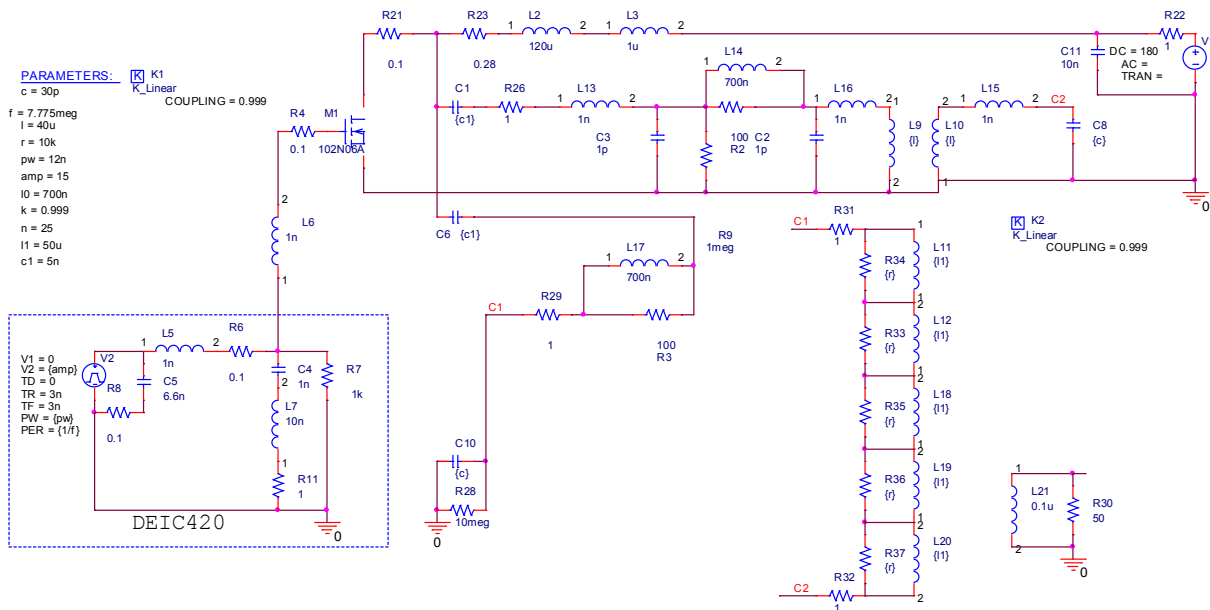 R21
0.1
R23
0.28
1 L2 2
120u
1 L3 2
1u
R22
1
V
DC = 180
AC =
TRAN =
C11
10n
PARAMETERS:
c = 30p
f = 7.775meg
l = 40u
r = 10k
pw = 12n
amp = 15
l0 = 700n
k = 0.999
n = 25
l1 = 50u
c1 = 5n
K K1
K_Linear
COUPLING = 0.999
R4
0.1
M1
102N06A
C1
{c1}
R26
1
1 L13 2
1n
L14
1 2
700n
C3
1p
100
R2
C2
1p
1 L16 2
1n
1
L9
{l}
2
L10
{l}
2
1
1 L15 2
1n
C2
C8
{c}
0
2
L6
1n
1
C6 {c1}
R9
1meg
L17
1 2
700n
C1
R29
1
100
R3
C10
{c}
R28
10meg
0
V1 = 0
V2 = {amp}
TD = 0
TR = 3n
TF = 3n
PW = {pw}
PER = {1/f}
V2
R8
0.1
1 L5 2
1n
C5
6.6n
R6
0.1
C4
1n
2
L7
10n
1
R11
1
R7
1k
DEIC420
0
C1
R31
1
K K2
K_Linear
COUPLING = 0.999
R34
{r}
1
L11
{l1}
2
R33
{r}
1
L12
{l1}
2
R35
{r}
1
L18
{l1}
2
R36
{r}
1
L19
{l1}
2
R37
{r}
1
L20
{l1}
2
C2
R32
1
1
L21
0.1u
2
R30
50
0